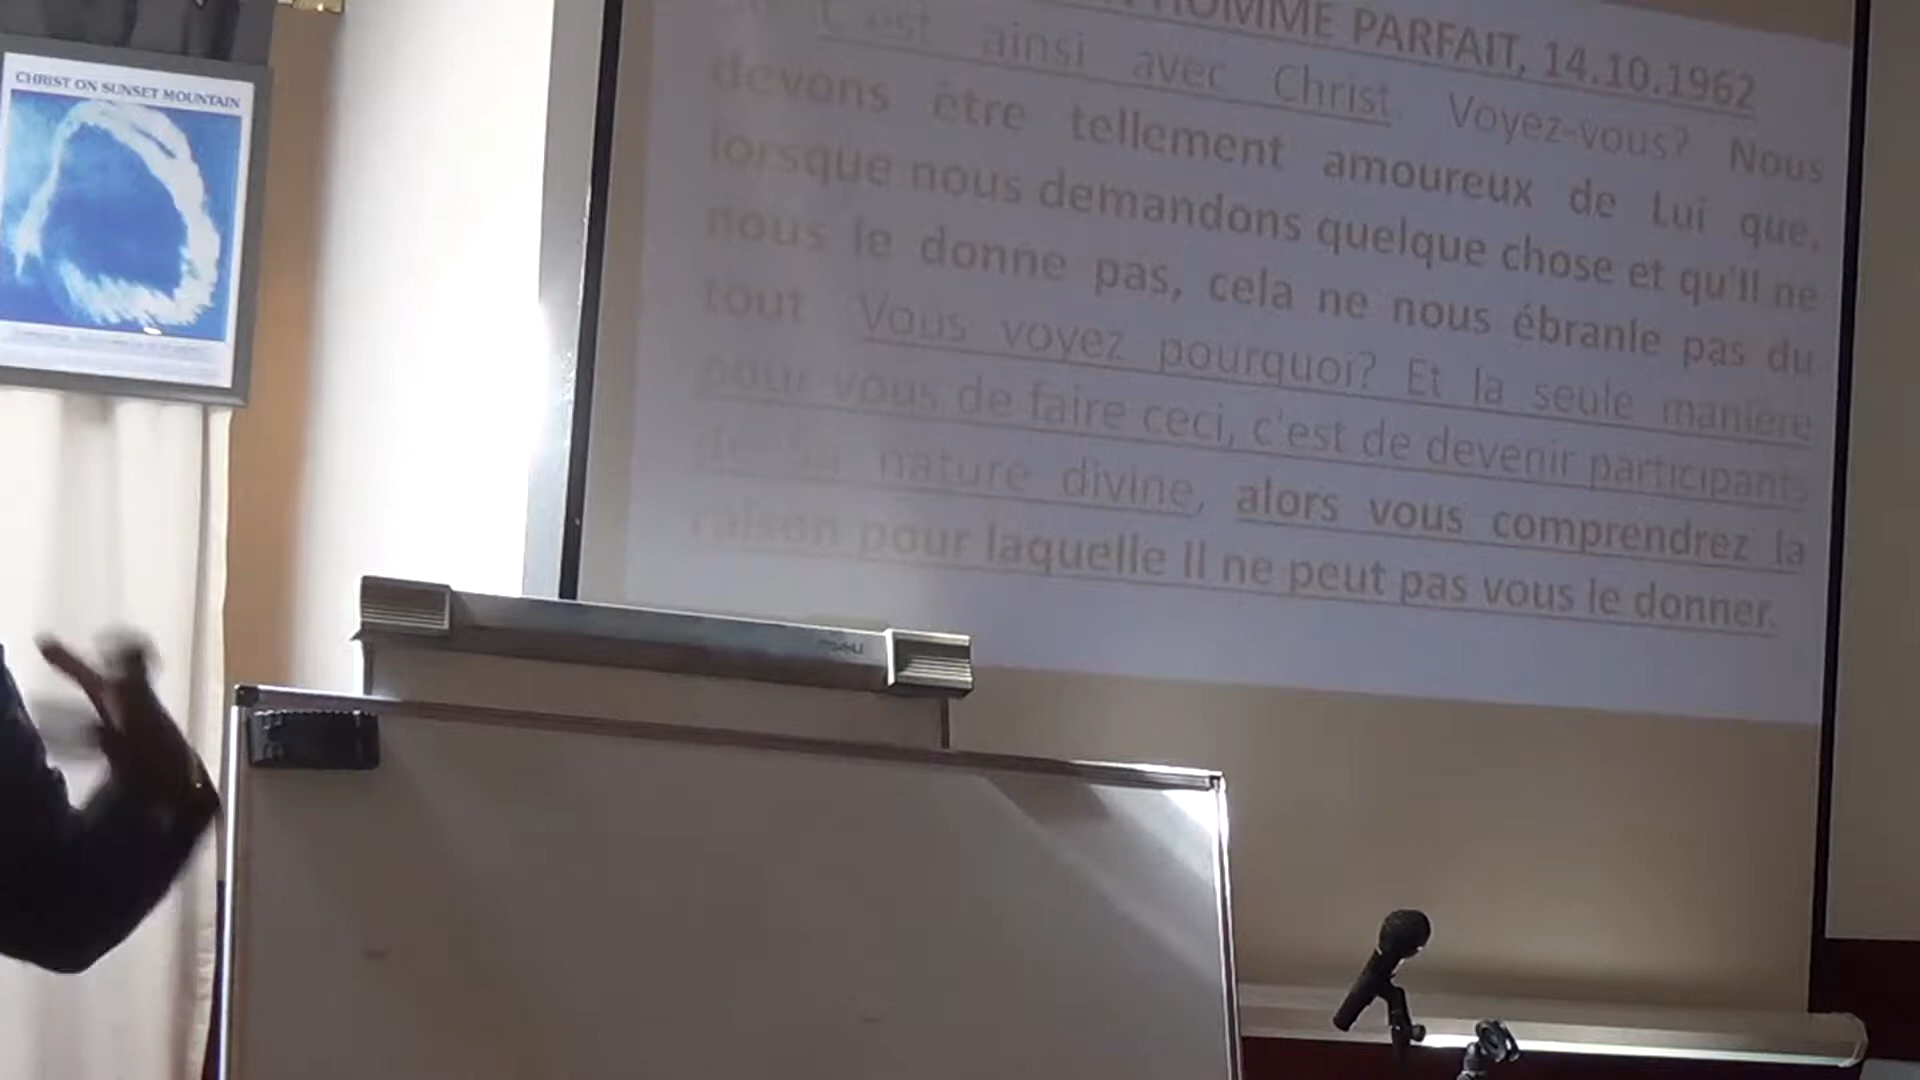 CHRIST ON SUNSET MOUNTAIN
HOMME PARFAIT, 14.10.1962
C'est ainsi avec Christ. Voyez-vous? Nous
devons être tellement amoureux de Lui que,
lorsque nous demandons quelque chose et qu'Il ne
nous le donne pas, cela ne nous ébranle pas du
tout Vous voyez pourquoi? Et la seule manière
pour vous de faire ceci, c'est de devenir participants
de Sa nature divine, alors vous comprendrez la
raison pour laquelle Il ne peut pas vous le donner.